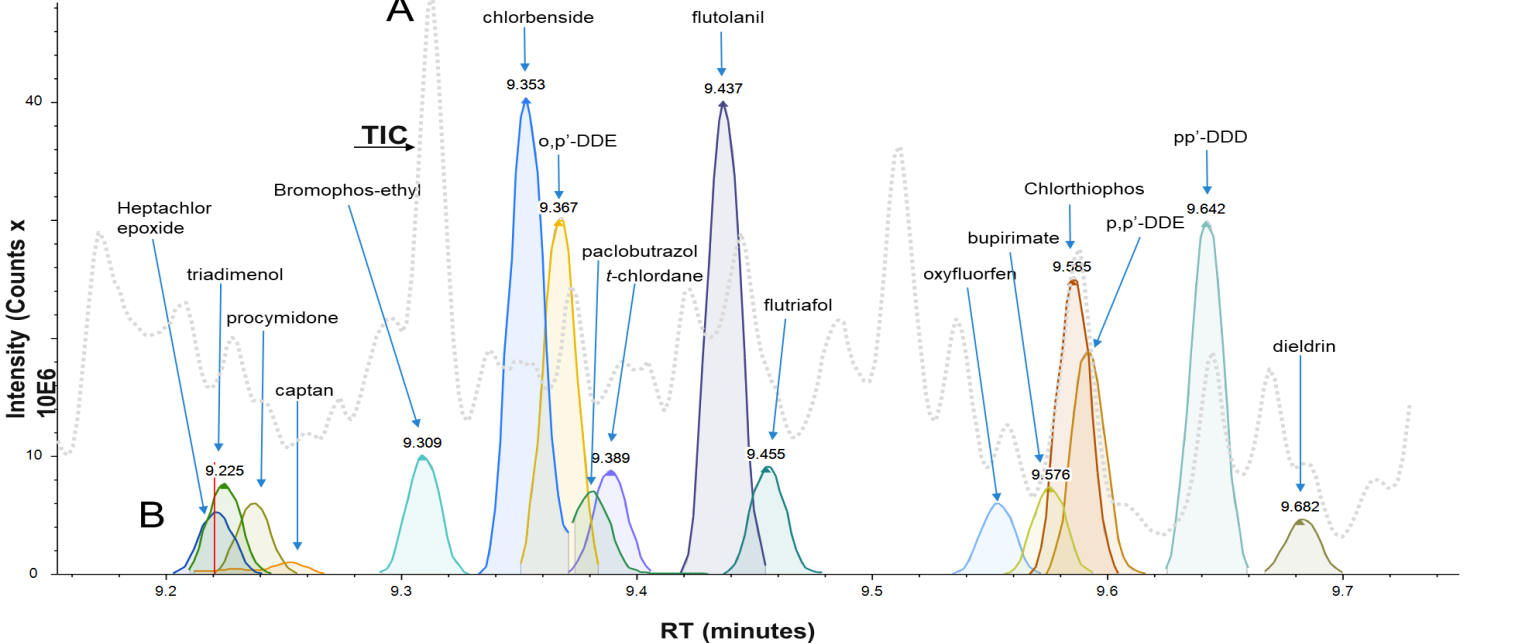 A
chlorbenside
flutolanil
9.353
9.437
40
TIC
o,p’-DDE
pp’-DDD
Bromophos-ethyl
Chlorthiophos
Heptachlor
epoxide
9.367
9.642
p,p’-DDE
bupirimate
paclobutrazol
triadimenol
t-chlordane
9.585
oxyfluorfen
procymidone
flutriafol
dieldrin
captan
9.309
9.389
9.455
10
9.225
9.576
9.682
B
0
Intensity (Counts x
10E6
9.2
9.3
9.4
9.5
9.6
9.7
RT (minutes)